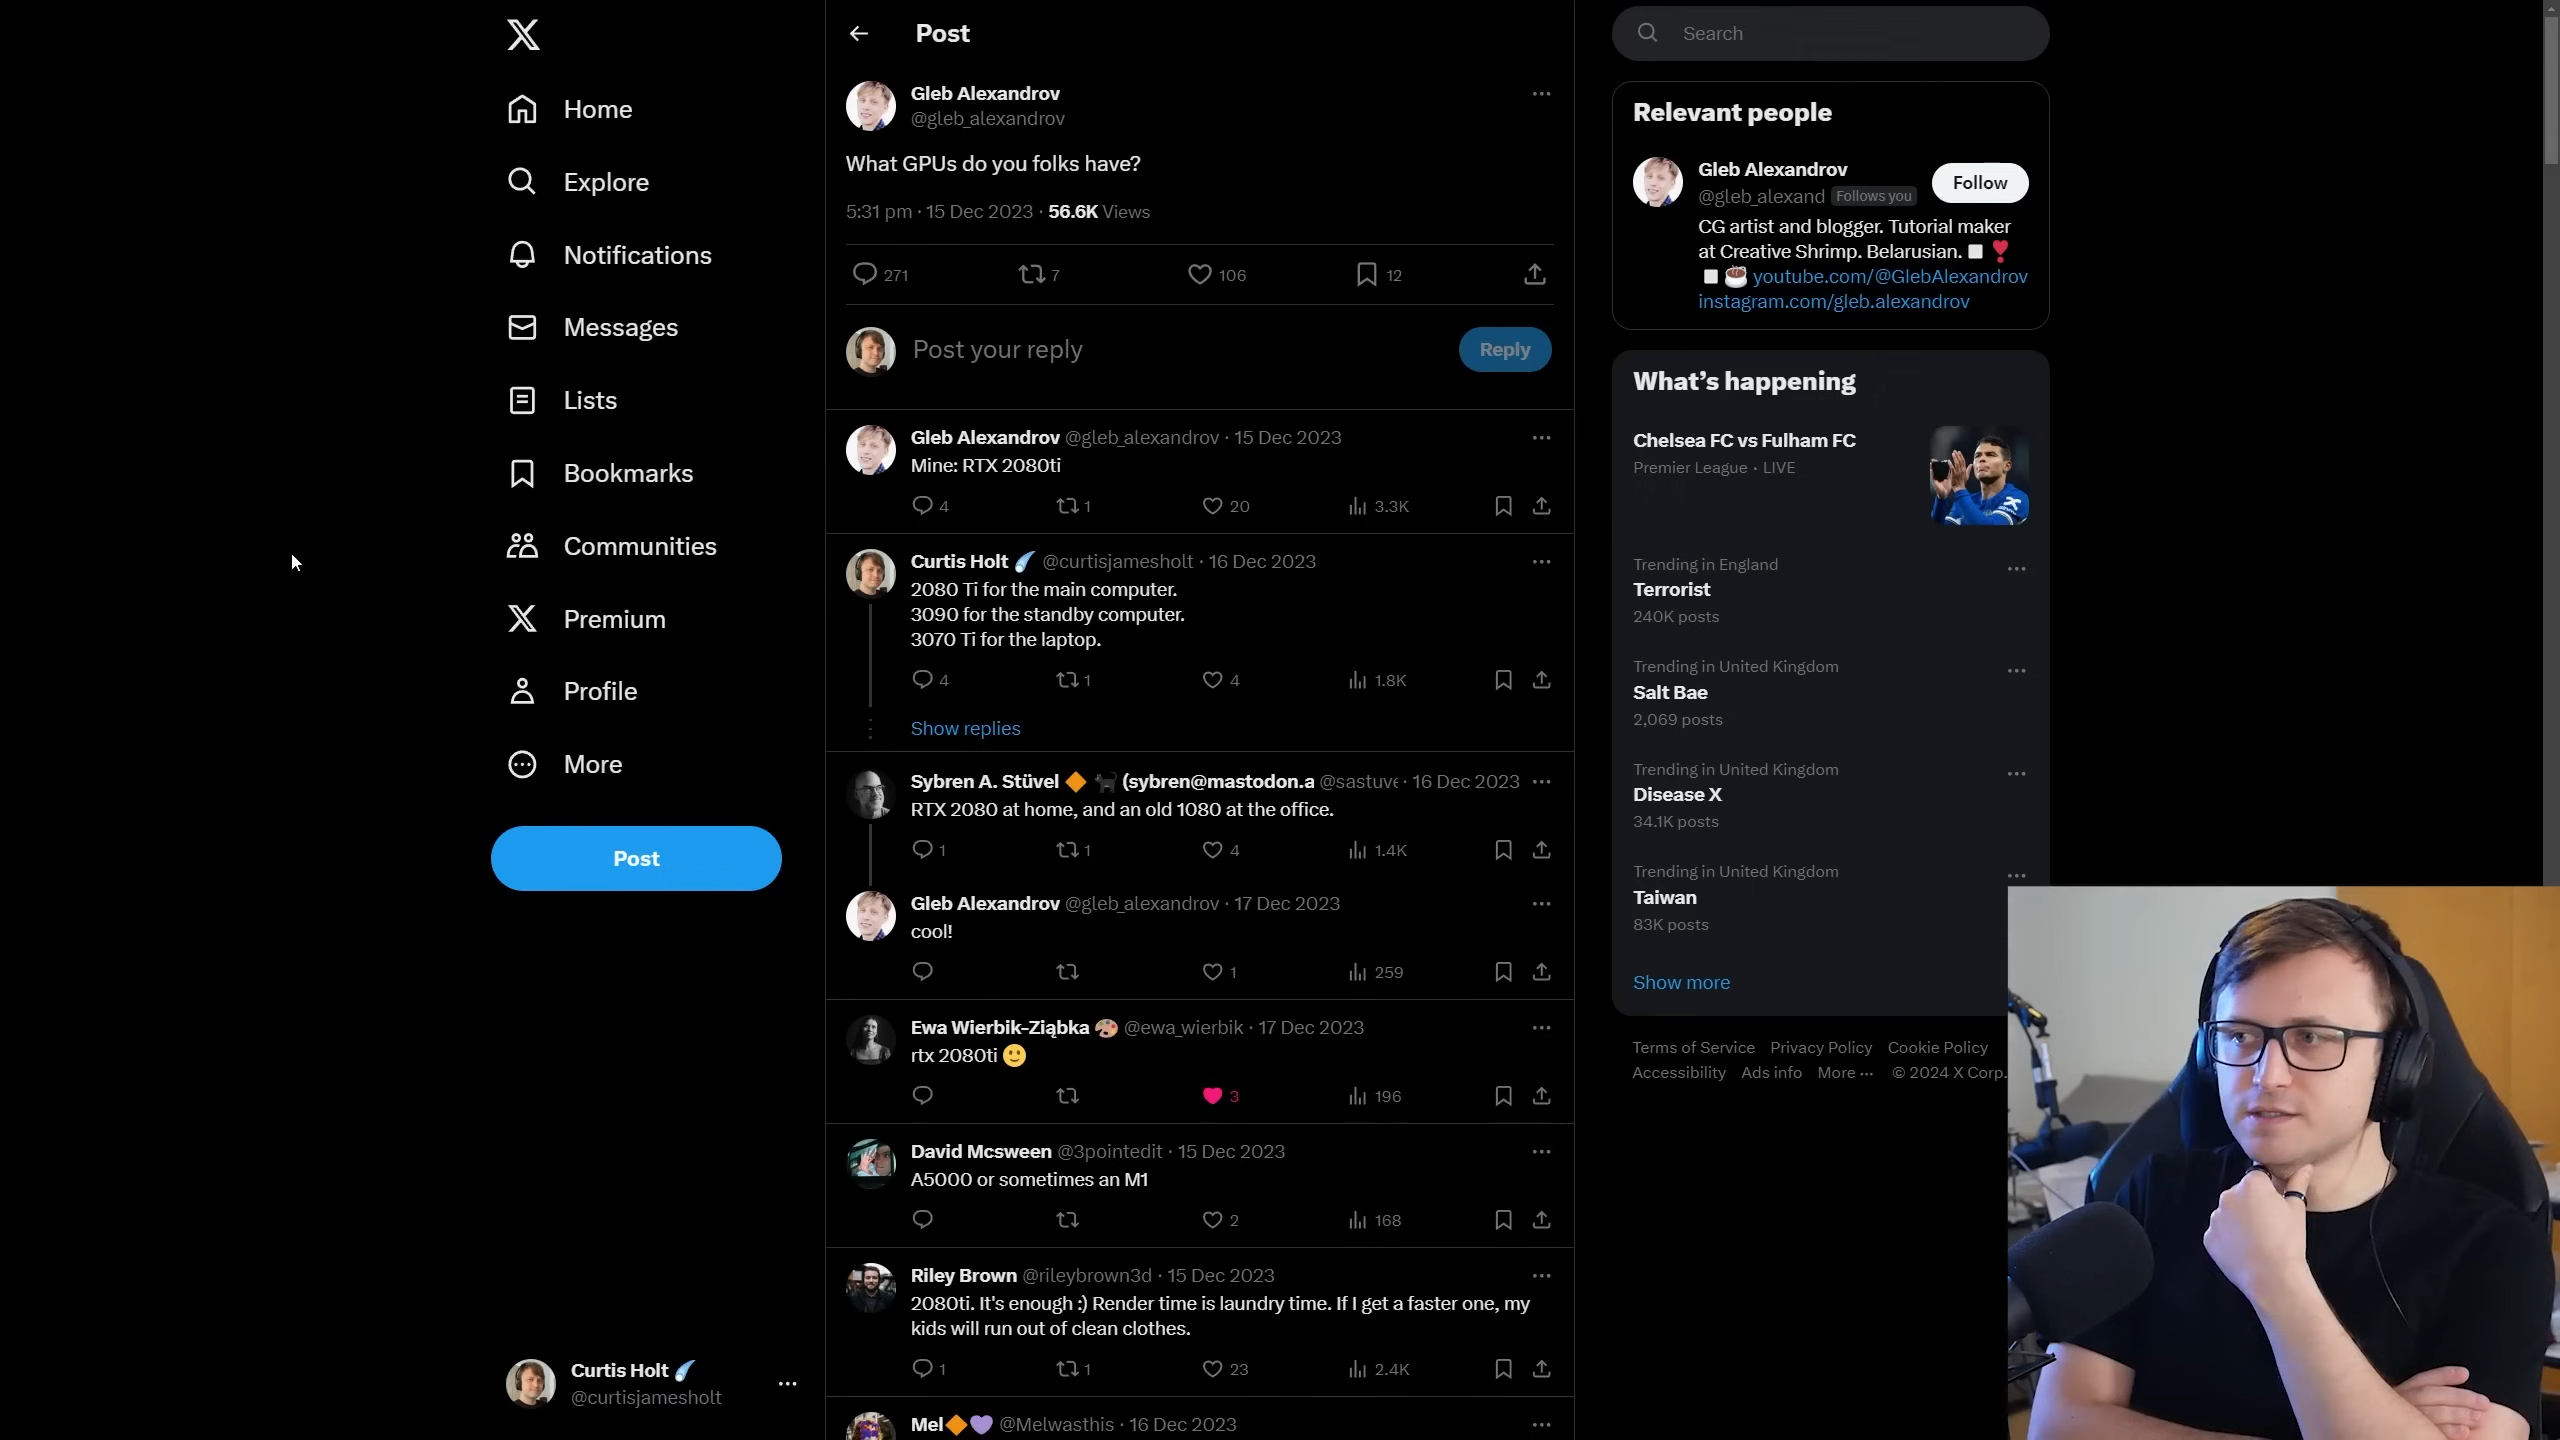 Home
Explore
Notifications
Messages
Lists
Bookmarks
Communities
Premium
Profile
More
Post
Curtis Holt
@curtisjamesholt
Post
Gleb Alexandrov
@gleb_alexandrov
What GPUs do you folks have?
5:31 pm · 15 Dec 2023 · 56.6K Views
271 7 106 12
Post your reply
Reply
Gleb Alexandrov @gleb_alexandrov · 15 Dec 2023
Mine: RTX 2080ti
4 1 20 3.3K
Curtis Holt @curtisjamesholt · 16 Dec 2023
2080 Ti for the main computer.
3090 for the standby computer.
3070 Ti for the laptop.
4 1 4 1.8K
Show replies
Sybren A. Stüvel 🔶 🐈‍⬛ (sybren@mastodon.a @sastuve · 16 Dec 2023
RTX 2080 at home, and an old 1080 at the office.
1 1 4 1.4K
Gleb Alexandrov @gleb_alexandrov · 17 Dec 2023
cool!
1 259
Ewa Wierbik-Ziąbka 🎨 @ewa_wierbik · 17 Dec 2023
rtx 2080ti 🙂
3 196
David Mcsween @3pointedit · 15 Dec 2023
A5000 or sometimes an M1
2 168
Riley Brown @rileybrown3d · 15 Dec 2023
2080ti. It's enough :) Render time is laundry time. If I get a faster one, my
kids will run out of clean clothes.
1 1 23 2.4K
Mel🔶💜 @Melwasthis · 16 Dec 2023
Search
Relevant people
Gleb Alexandrov
@gleb_alexand Follows you
Follow
CG artist and blogger. Tutorial maker
at Creative Shrimp. Belarusian. ◻️ ❣️
◻️ ☕ youtube.com/@GlebAlexandrov
instagram.com/gleb.alexandrov
What's happening
Chelsea FC vs Fulham FC
Premier League · LIVE
Trending in England
Terrorist
240K posts
Trending in United Kingdom
Salt Bae
2,069 posts
Trending in United Kingdom
Disease X
34.1K posts
Trending in United Kingdom
Taiwan
83K posts
Show more
Terms of Service Privacy Policy Cookie Policy
Accessibility Ads info More ··· © 2024 X Corp.